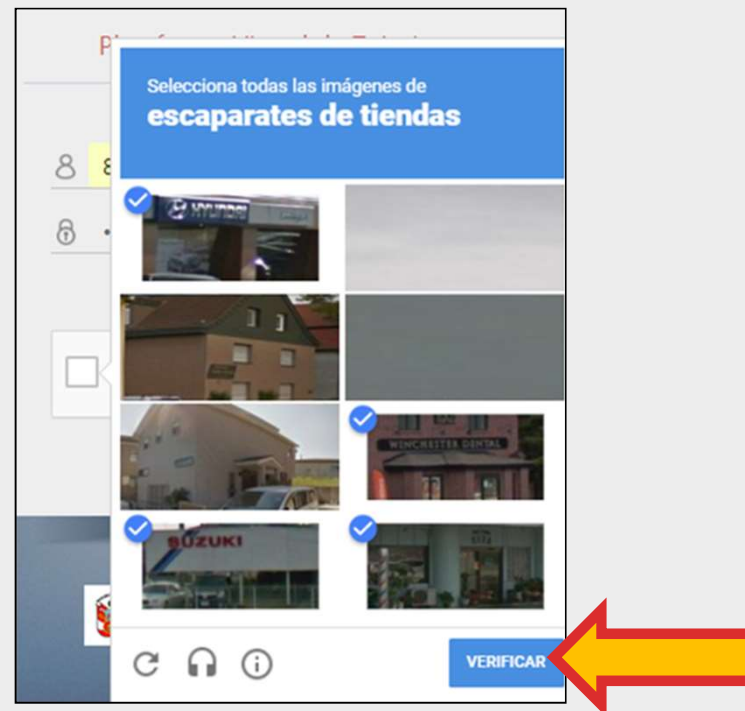 Selecciona todas las imágenes de
escaparates de tiendas
HYUNDAI
WINCHESTER DENTAL
SUZUKI
VERIFICAR